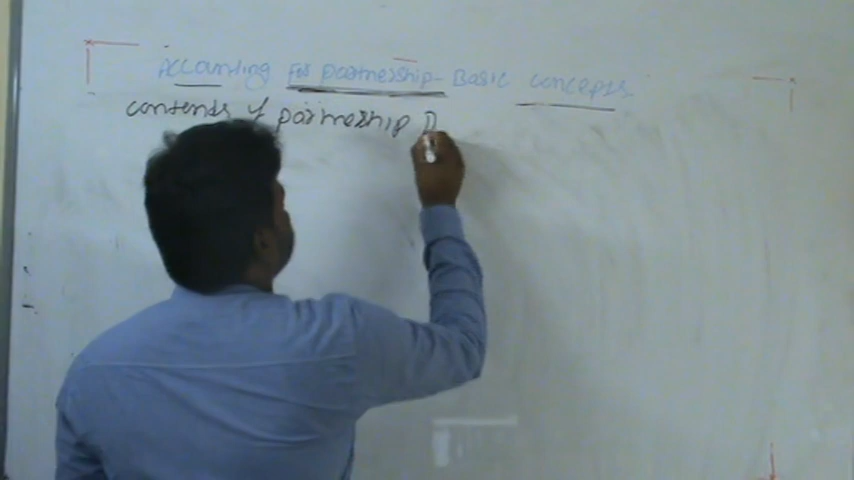 Accounting For partnership - Basic concepts
contents of partnership D